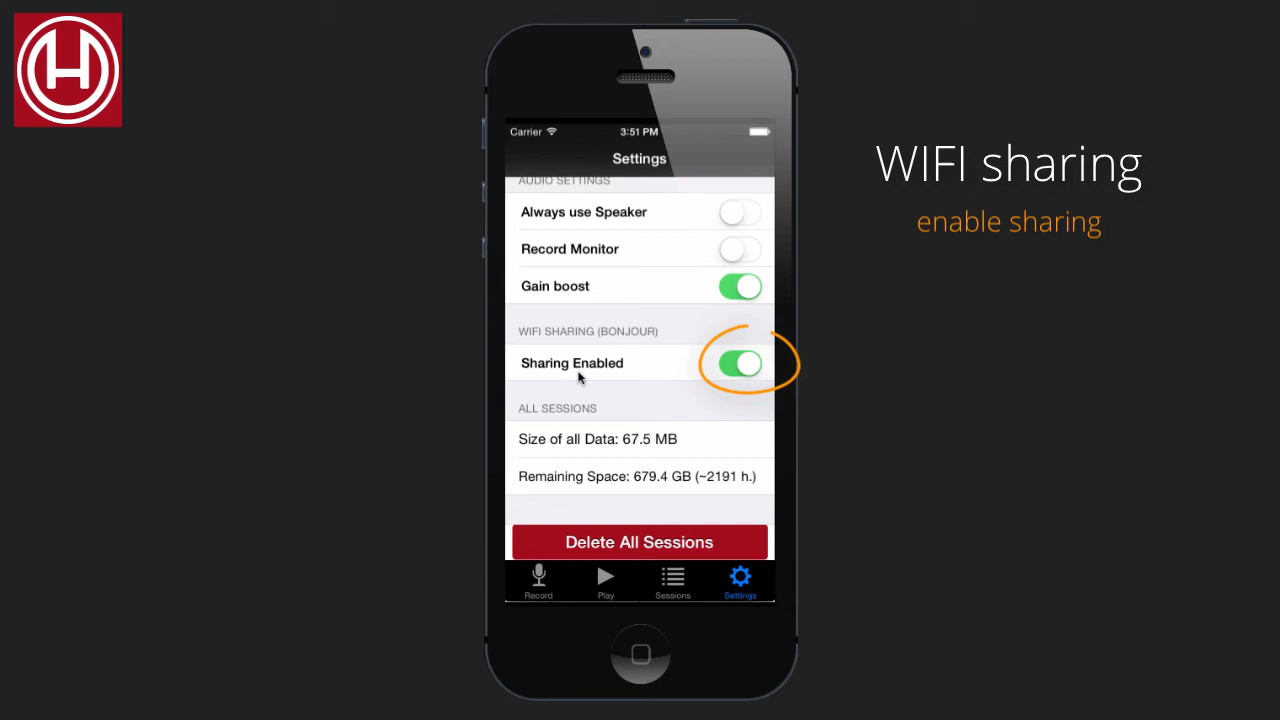 H
Carrier 3:51 PM
Settings
AUDIO SETTINGS
Always use Speaker
Record Monitor
Gain boost
WIFI SHARING (BONJOUR)
Sharing Enabled
ALL SESSIONS
Size of all Data: 67.5 MB
Remaining Space: 679.4 GB (~2191 h.)
Delete All Sessions
Record Play Sessions Settings
WIFI sharing
enable sharing